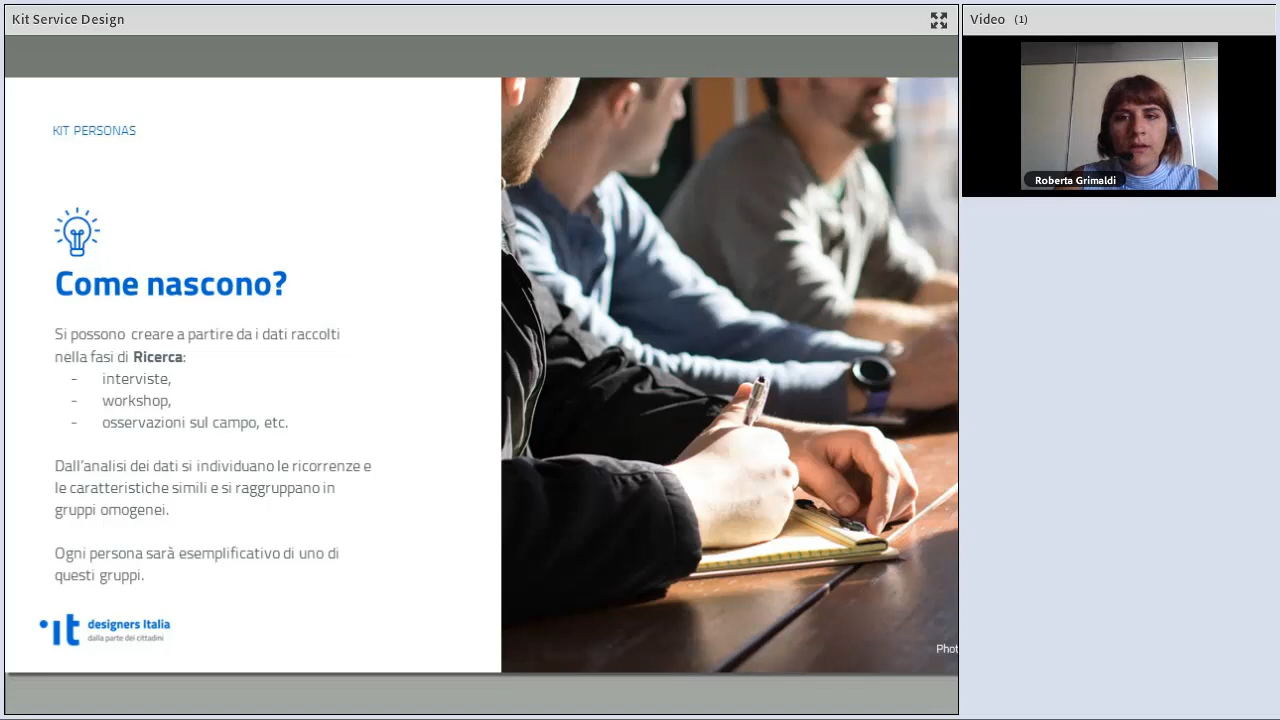 Kit Service Design
Video (1)
Roberta Grimaldi
KIT PERSONAS
Come nascono?
Si possono creare a partire da i dati raccolti
nella fasi di Ricerca:
- interviste,
- workshop,
- osservazioni sul campo, etc.
Dall'analisi dei dati si individuano le ricorrenze e
le caratteristiche simili e si raggruppano in
gruppi omogenei.
Ogni persona sarà esemplificativo di uno di
questi gruppi.
it designers Italia
dalla parte dei cittadini
Phot